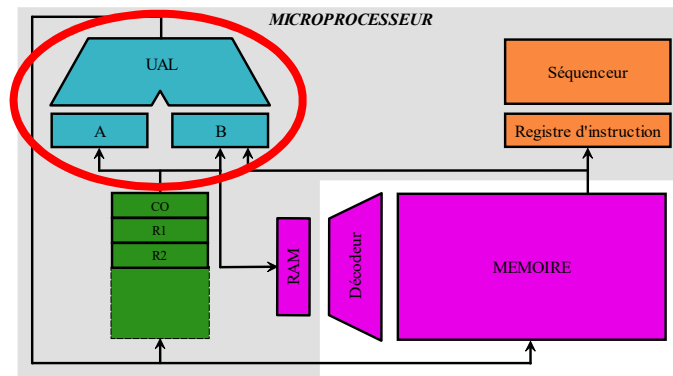 MICROPROCESSEUR
UAL
Séquenceur
A
B
Registre d'instruction
CO
R1
R2
RAM
Décodeur
MEMOIRE